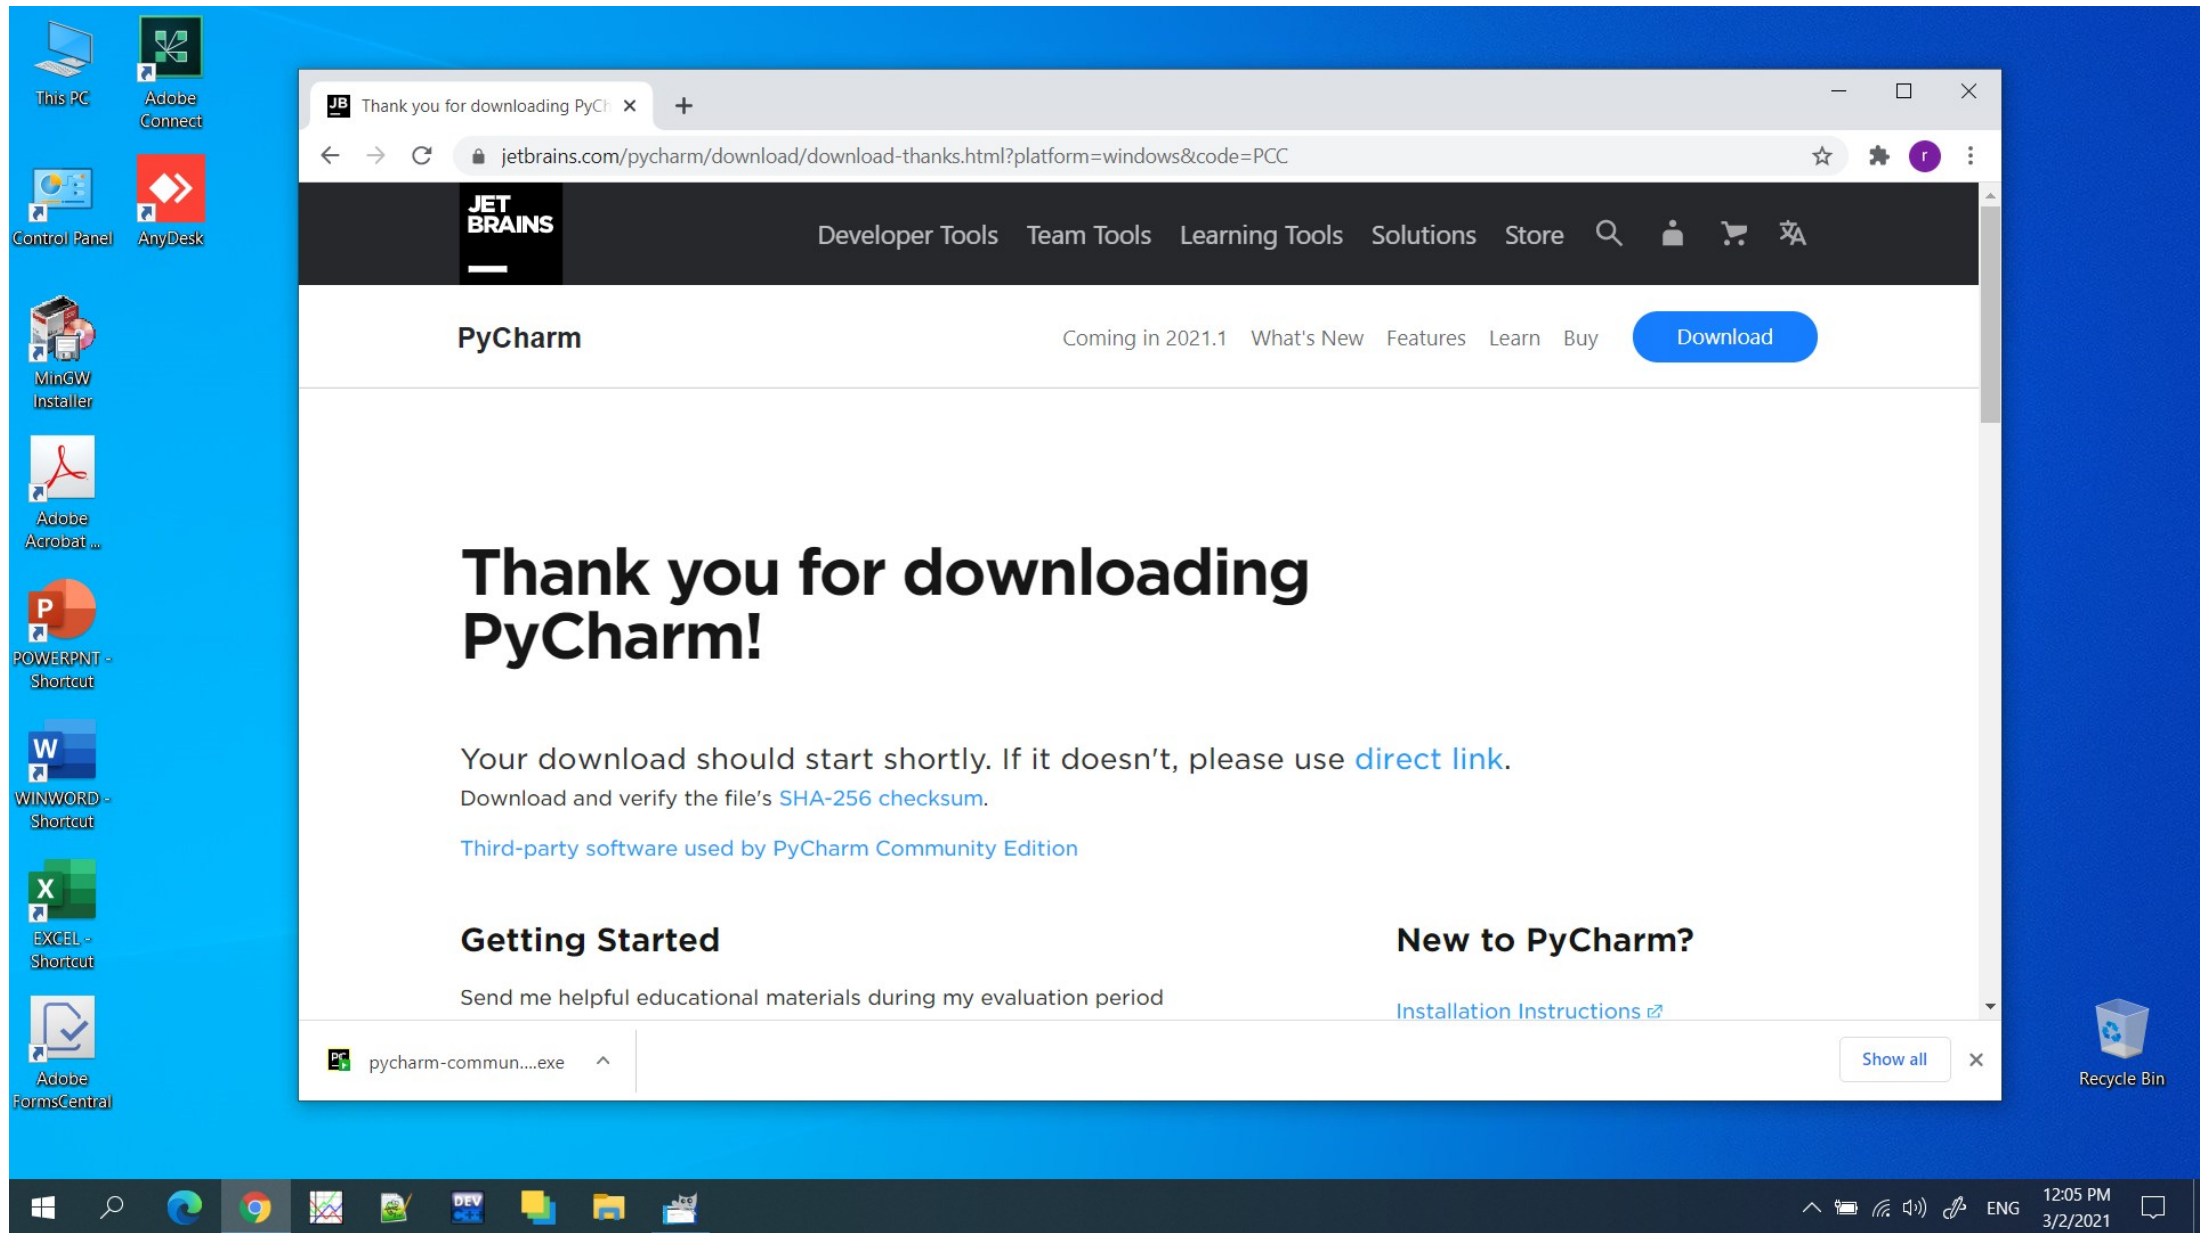 This PC
Adobe
Connect
Control Panel
AnyDesk
MinGW
Installer
Adobe
Acrobat ...
POWERPNT -
Shortcut
WINWORD -
Shortcut
EXCEL -
Shortcut
Adobe
FormsCentral
Recycle Bin
JB
Thank you for downloading PyCh
jetbrains.com/pycharm/download/download-thanks.html?platform=windows&code=PCC
r
JET
BRAINS
Developer Tools Team Tools Learning Tools Solutions Store
PyCharm
Coming in 2021.1 What's New Features Learn Buy Download
Thank you for downloading
PyCharm!
Your download should start shortly. If it doesn't, please use direct link.
Download and verify the file's SHA-256 checksum.
Third-party software used by PyCharm Community Edition
Getting Started
Send me helpful educational materials during my evaluation period
New to PyCharm?
Installation Instructions
PC
pycharm-commun....exe
Show all
DEV
C++
ENG
12:05 PM
3/2/2021